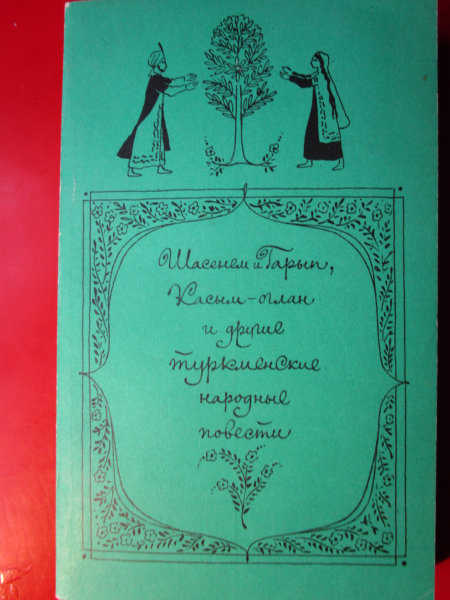 Шасенем и Гарып,
Касым-оглан
и другие
туркменские
народные
повести